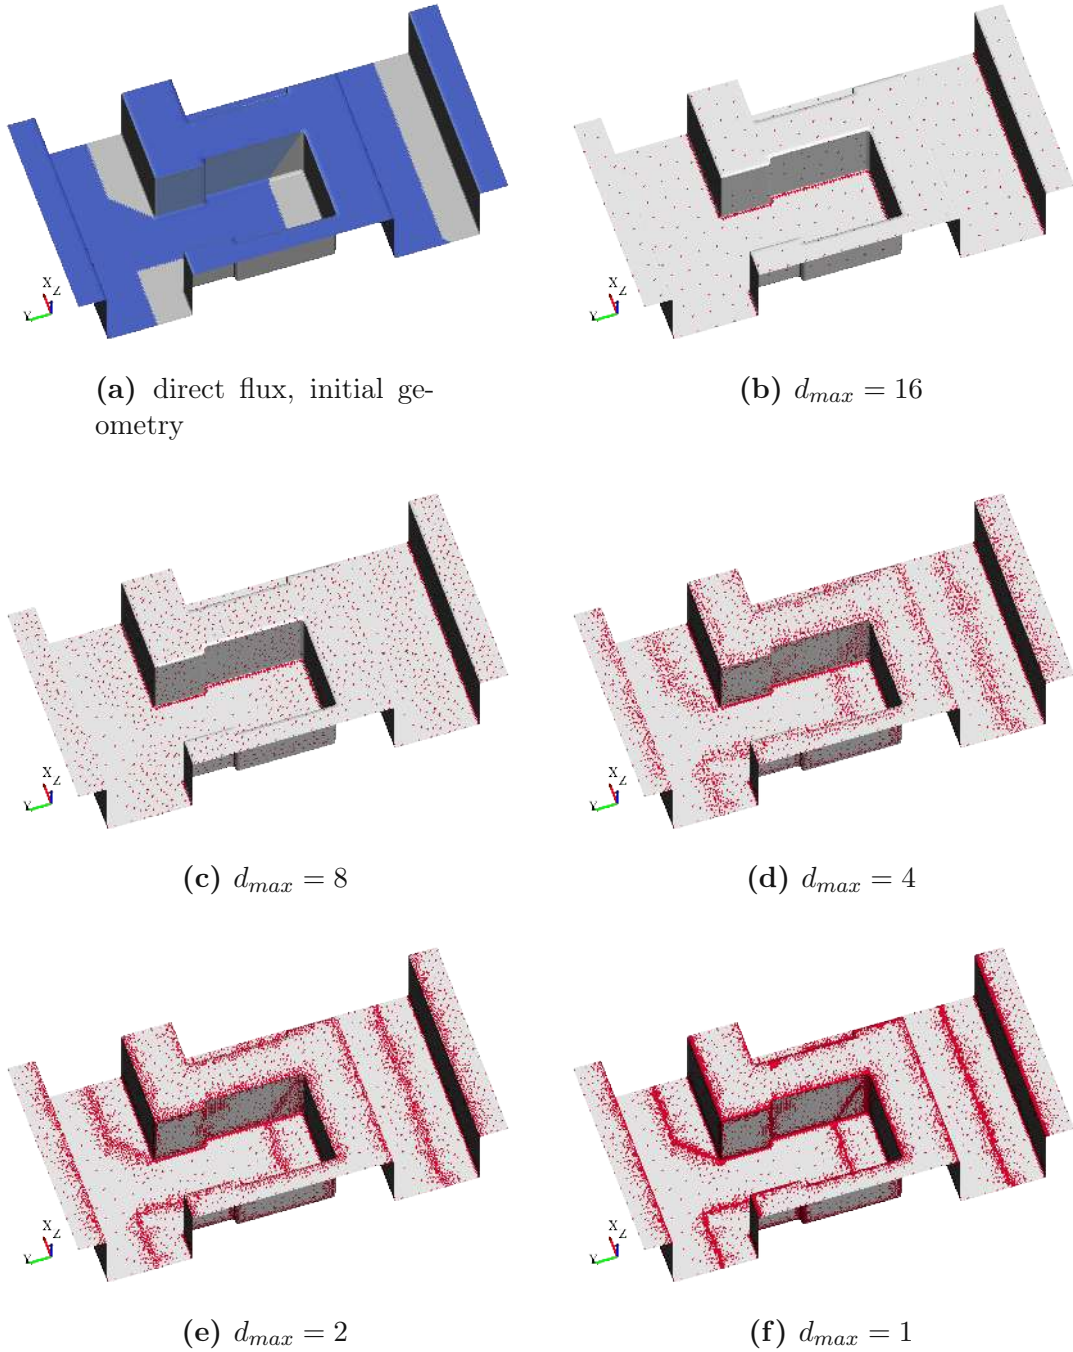 X
Z
Y
X
Z
Y
(a) direct flux, initial ge-
ometry
(b) d_max = 16
X
Z
Y
X
Z
Y
(c) d_max = 8
(d) d_max = 4
X
Z
Y
X
Z
Y
(e) d_max = 2
(f) d_max = 1